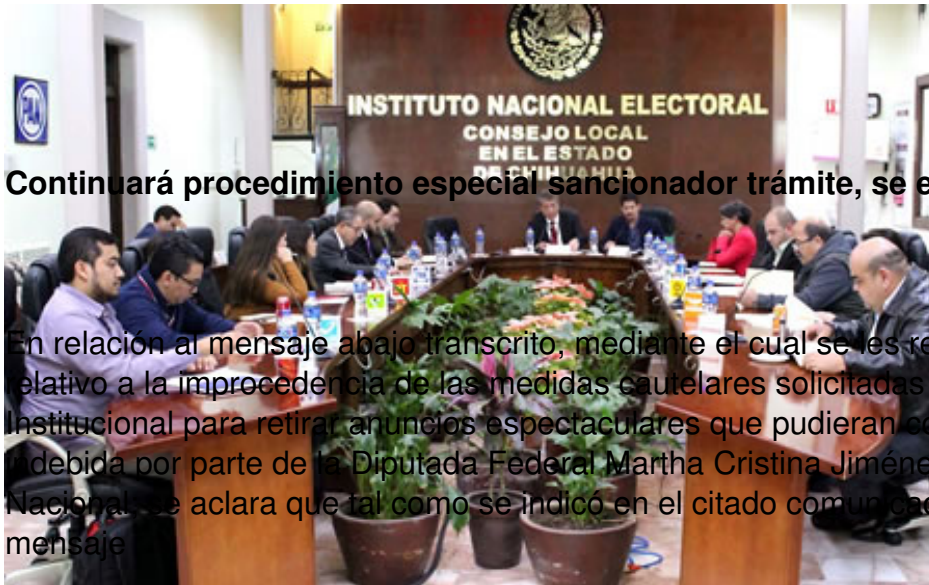 PAN
INSTITUTO NACIONAL ELECTORAL
CONSEJO LOCAL
EN EL ESTADO
DE CHIHUAHUA
Continuará procedimiento especial sancionador trámite, se e
En relación al mensaje abajo transcrito, mediante el cual se les re
relativo a la improcedencia de las medidas cautelares solicitadas
Institucional para retirar anuncios espectaculares que pudieran co
indebida por parte de la Diputada Federal Martha Cristina Jiméne
Nacional, se aclara que tal como se indicó en el citado comunicad
mensaje